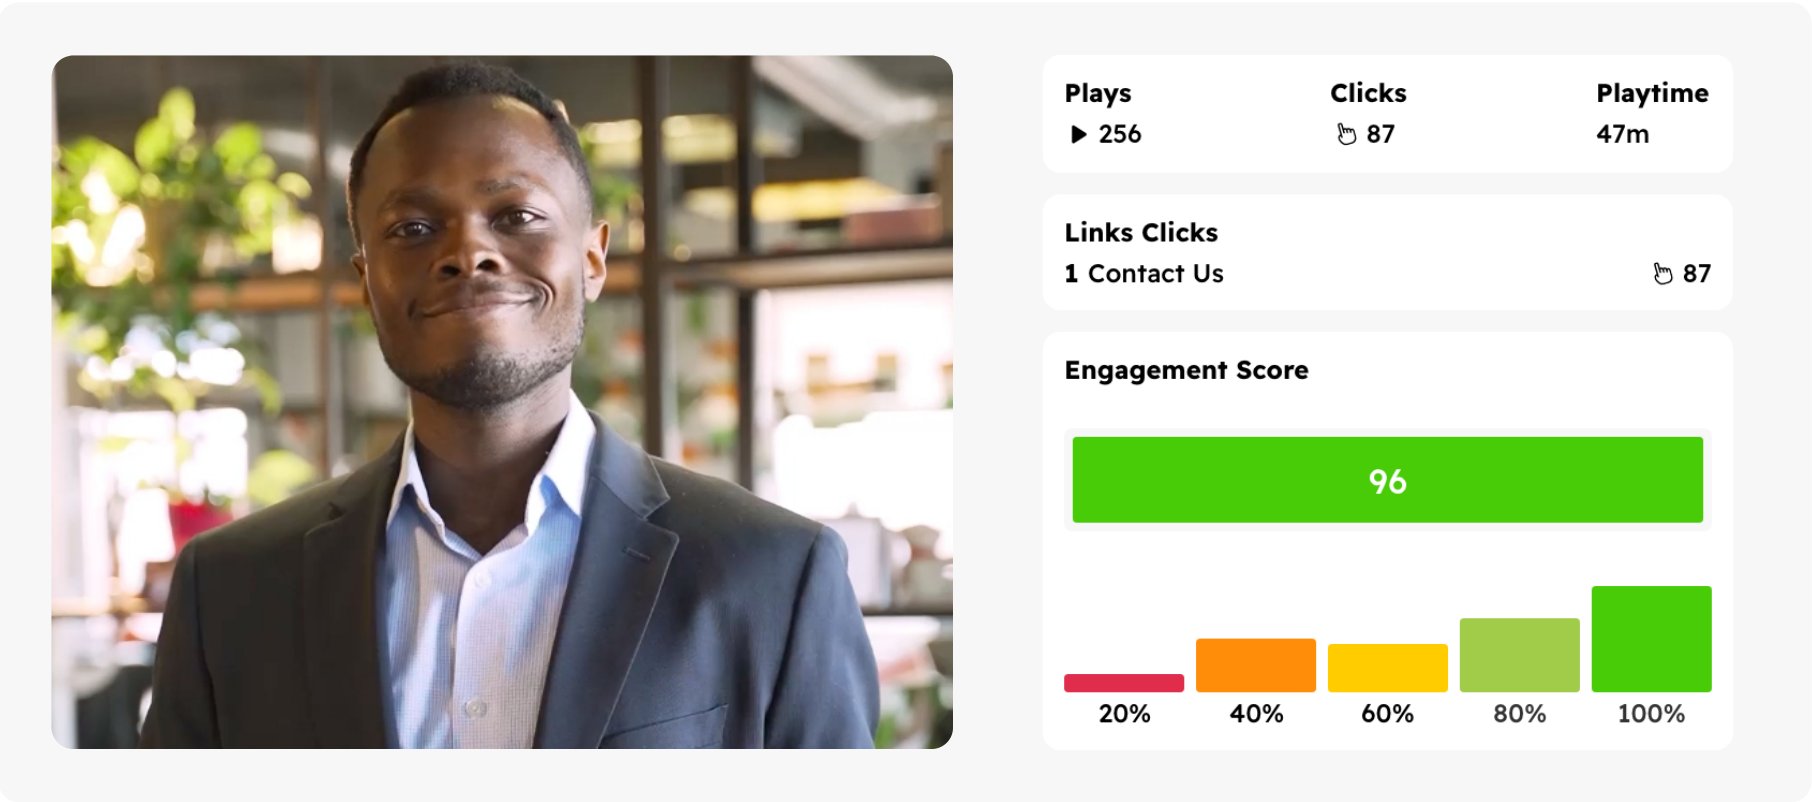 Plays
256
Clicks
87
Playtime
47m
Links Clicks
1 Contact Us
87
Engagement Score
96
20%
40%
60%
80%
100%